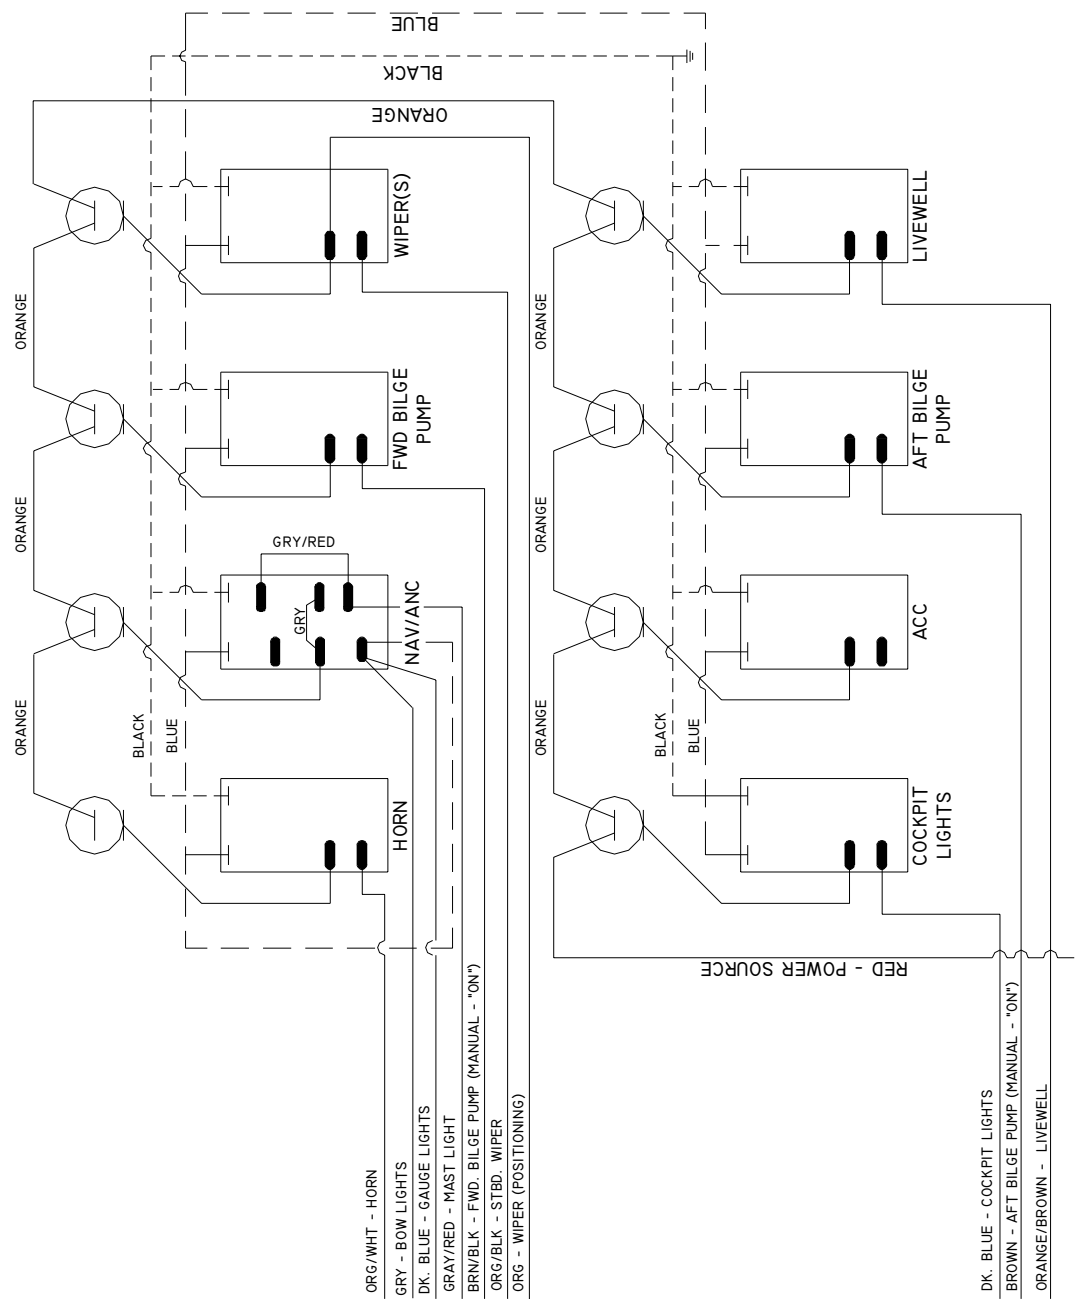 BLUE
BLACK
ORANGE
WIPER(S)
LIVEWELL
ORANGE
ORANGE
FWD BILGE
PUMP
AFT BILGE
PUMP
ORANGE
ORANGE
GRY/RED
GRY
NAV/ANC
ACC
ORANGE
ORANGE
BLACK
BLUE
BLACK
BLUE
HORN
COCKPIT
LIGHTS
RED - POWER SOURCE
ORG/WHT - HORN
GRY - BOW LIGHTS
DK. BLUE - GAUGE LIGHTS
GRAY/RED - MAST LIGHT
BRN/BLK - FWD. BILGE PUMP (MANUAL - "ON")
ORG/BLK - STBD. WIPER
ORG - WIPER (POSITIONING)
DK. BLUE - COCKPIT LIGHTS
BROWN - AFT BILGE PUMP (MANUAL - "ON")
ORANGE/BROWN - LIVEWELL